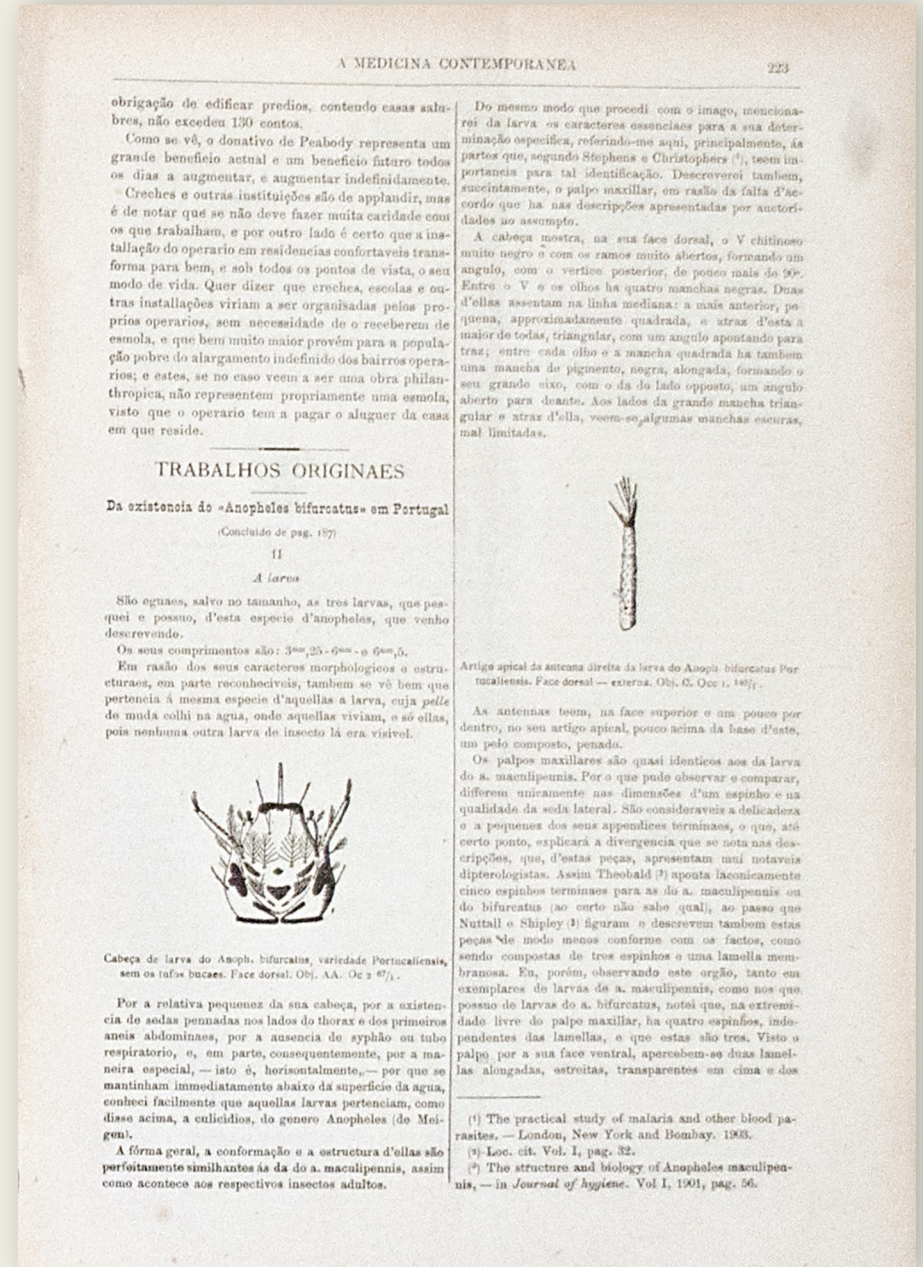 A MEDICINA CONTEMPORANEA
223
obrigação de edificar predios, contendo casas salu-
bres, não excedeu 130 contos.
Como se vê, o donativo de Peabody representa um
grande beneficio actual e um beneficio futuro todos
os dias a augmentar, e augmentar indefinidamente.
Creches e outras instituições são de applaudir, mas
é de notar que se não deve fazer muita caridade com
os que trabalham, e por outro lado é certo que a ins-
tallação do operario em residencias confortaveis trans-
forma para bem, e sob todos os pontos de vista, o seu
modo de vida. Quer dizer que creches, escolas e ou-
tras installações viriam a ser organisadas pelos pro-
prios operarios, sem necessidade de o receberem de
esmola, e que bem muito maior provém para a popula-
ção pobre do alargamento indefinido dos bairros opera-
rios; e estes, se no caso veem a ser uma obra philan-
thropica, não representem propriamente uma esmola,
visto que o operario tem a pagar o aluguer da casa
em que reside.
TRABALHOS ORIGINAES
Da existencia do «Anopheles bifurcatus» em Portugal
(Concluido de pag. 187)
II
A larva
São eguaes, salvo no tamanho, as tres larvas, que pes-
quei e possuo, d'esta especie d'anopheles, que venho
descrevendo.
Os seus comprimentos são: 3mm,25 - 6mm - e 6mm,5.
Em rasão dos seus caracteres morphologicos e estru-
cturaes, em parte reconheciveis, tambem se vê bem que
pertencia á mesma especie d'aquellas a larva, cuja pelle
de muda colhi na agua, onde aquellas viviam, e só ellas,
pois nenhuma outra larva de insecto lá era visivel.
Cabeça de larva do Anoph. bifurcatus, variedade Portucaliensis,
sem os tufos bucaes. Face dorsal. Obj. AA. Oc 2 67/1.
Por a relativa pequenez da sua cabeça, por a existen-
cia de sedas pennadas nos lados do thorax e dos primeiros
aneis abdominaes, por a ausencia de syphão ou tubo
respiratorio, e, em parte, consequentemente, por a ma-
neira especial, — isto é, horisontalmente, — por que se
mantinham immediatamente abaixo da superficie da agua,
conheci facilmente que aquellas larvas pertenciam, como
disse acima, a culicidios, do genero Anopheles (de Mei-
gen).
A fórma geral, a conformação e a estructura d'ellas são
perfeitamente similhantes ás da do a. maculipennis, assim
como acontece aos respectivos insectos adultos.
Do mesmo modo que procedi com o imago, menciona-
rei da larva os caracteres essenciaes para a sua deter-
minação especifica, referindo-me aqui, principalmente, ás
partes que, segundo Stephens e Christophers (1), teem im-
portancia para tal identificação. Descreverei tambem,
succintamente, o palpo maxillar, em rasão da falta d'ac-
cordo que ha nas descripções apresentadas por auctori-
dades no assumpto.
A cabeça mostra, na sua face dorsal, o V chitinoso
muito negro e com os ramos muito abertos, formando um
angulo, com o vertice posterior, de pouco mais de 90º.
Entre o V e os olhos ha quatro manchas negras. Duas
d'ellas assentam na linha mediana: a mais anterior, pe-
quena, approximadamente quadrada, e atraz d'esta a
maior de todas, triangular, com um angulo apontando para
traz; entre cada olho e a mancha quadrada ha tambem
uma mancha de pigmento, negra, alongada, formando o
seu grande eixo, com o da do lado opposto, um angulo
aberto para deante. Aos lados da grande mancha trian-
gular e atraz d'ella, veem-se algumas manchas escuras,
mal limitadas.
Artigo apical da antenna direita da larva do Anoph bifurcatus Por
tucaliensis. Face dorsal — externa. Obj. C. Occ 1.
As antennas teem, na face superior e um pouco por
dentro, no seu artigo apical, pouco acima da base d'este,
um pelo composto, penado.
Os palpos maxillares são quasi identicos aos da larva
do a. maculipennis. Por o que pude observar e comparar,
differem unicamente nas dimensões d'um espinho e na
qualidade da seda lateral. São consideraveis a delicadeza
e a pequenez dos seus appendices terminaes, o que, até
certo ponto, explicará a divergencia que se nota nas des-
cripções, que, d'estas peças, apresentam mui notaveis
dipterologistas. Assim Theobald (2) aponta laconicamente
cinco espinhos terminaes para as do a. maculipennis ou
do bifurcatus (ao certo não sabe qual), ao passo que
Nuttall e Shipley (3) figuram e descrevem tambem estas
peças de modo menos conforme com os factos, como
sendo compostas de tres espinhos e uma lamella mem-
branosa. Eu, porém, observando este orgão, tanto em
exemplares de larvas de a. maculipennis, como nos que
possuo de larvas do a. bifurcatus, notei que, na extremi-
dade livre do palpo maxillar, ha quatro espinhos, inde-
pendentes das lamellas, e que estas são tres. Visto o
palpo por a sua face ventral, apercebem-se duas lamel-
las alongadas, estreitas, transparentes em cima e dos
(1) The practical study of malaria and other blood pa-
rasites. — London, New York and Bombay. 1903.
(2) Loc. cit. Vol. I, pag. 32.
(3) The structure and biology of Anopheles maculipen-
nis, — in Journal of hygiene. Vol I, 1901, pag. 56.